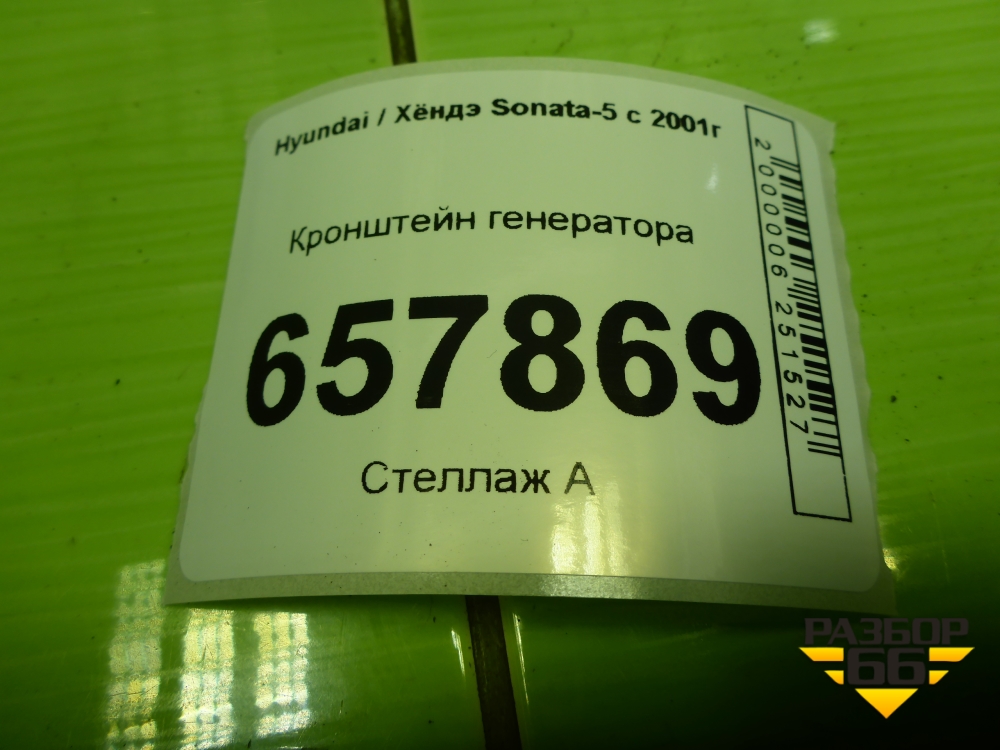 Hyundai / Хёндэ Sonata-5 с 2001г
Кронштейн генератора
657869
Стеллаж А
2000006251527
РАЗБОР
66